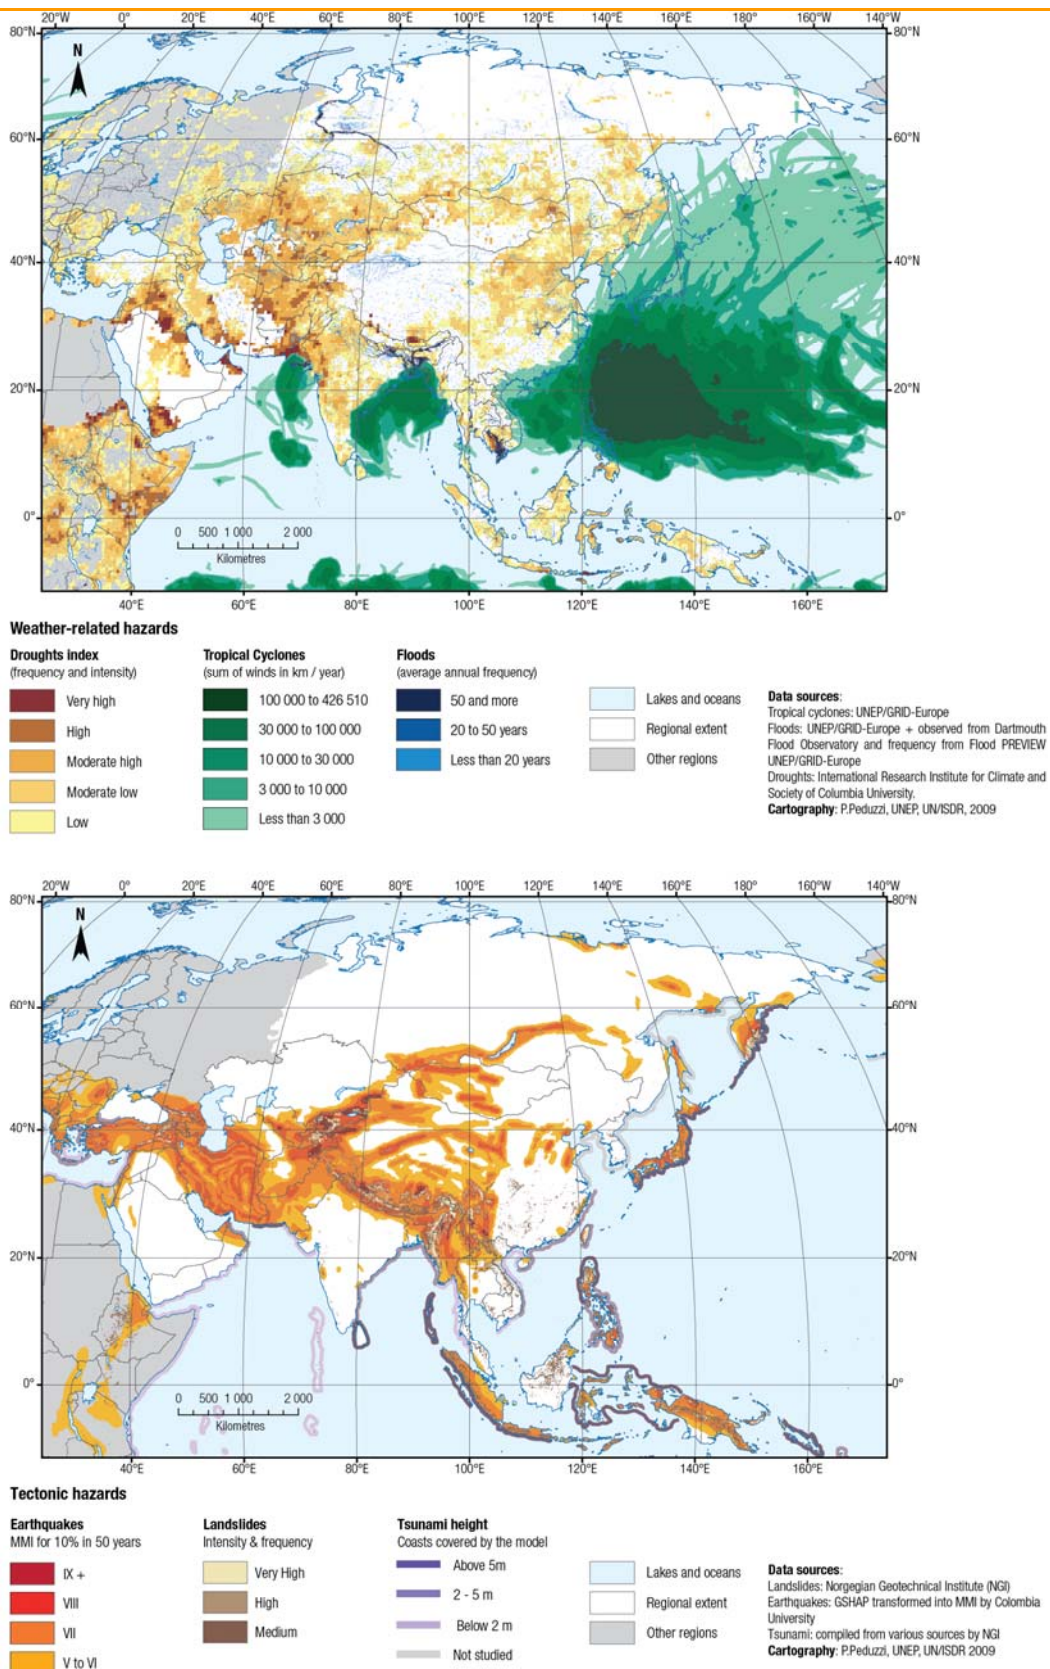 20°W 0° 20°E 40°E 60°E 80°E 100°E 120°E 140°E 160°E 180°E 160°W 140°W
80°N 80°N
N
60°N 60°N
40°N 40°N
20°N 20°N
0° 0°
0 500 1 000 2 000
Kilometres
40°E 60°E 80°E 100°E 120°E 140°E 160°E
Weather-related hazards
Droughts index
(frequency and intensity)
Very high
High
Moderate high
Moderate low
Low
Tropical Cyclones
(sum of winds in km / year)
100 000 to 426 510
30 000 to 100 000
10 000 to 30 000
3 000 to 10 000
Less than 3 000
Floods
(average annual frequency)
50 and more
20 to 50 years
Less than 20 years
Lakes and oceans
Regional extent
Other regions
Data sources:
Tropical cyclones: UNEP/GRID-Europe
Floods: UNEP/GRID-Europe + observed from Dartmouth
Flood Observatory and frequency from Flood PREVIEW
UNEP/GRID-Europe
Droughts: International Research Institute for Climate and
Society of Columbia University.
Cartography: P.Peduzzi, UNEP, UN/ISDR, 2009
20°W 0° 20°E 40°E 60°E 80°E 100°E 120°E 140°E 160°E 180°E 160°W 140°W
80°N 80°N
N
60°N 60°N
40°N 40°N
20°N 20°N
0° 0°
0 500 1 000 2 000
Kilometres
40°E 60°E 80°E 100°E 120°E 140°E 160°E
Tectonic hazards
Earthquakes
MMI for 10% in 50 years
IX +
VIII
VII
V to VI
Landslides
Intensity & frequency
Very High
High
Medium
Tsunami height
Coasts covered by the model
Above 5m
2 - 5 m
Below 2 m
Not studied
Lakes and oceans
Regional extent
Other regions
Data sources:
Landslides: Norgegian Geotechnical Institute (NGI)
Earthquakes: GSHAP transformed into MMI by Colombia
University
Tsunami: compiled from various sources by NGI
Cartography: P.Peduzzi, UNEP, UN/ISDR 2009